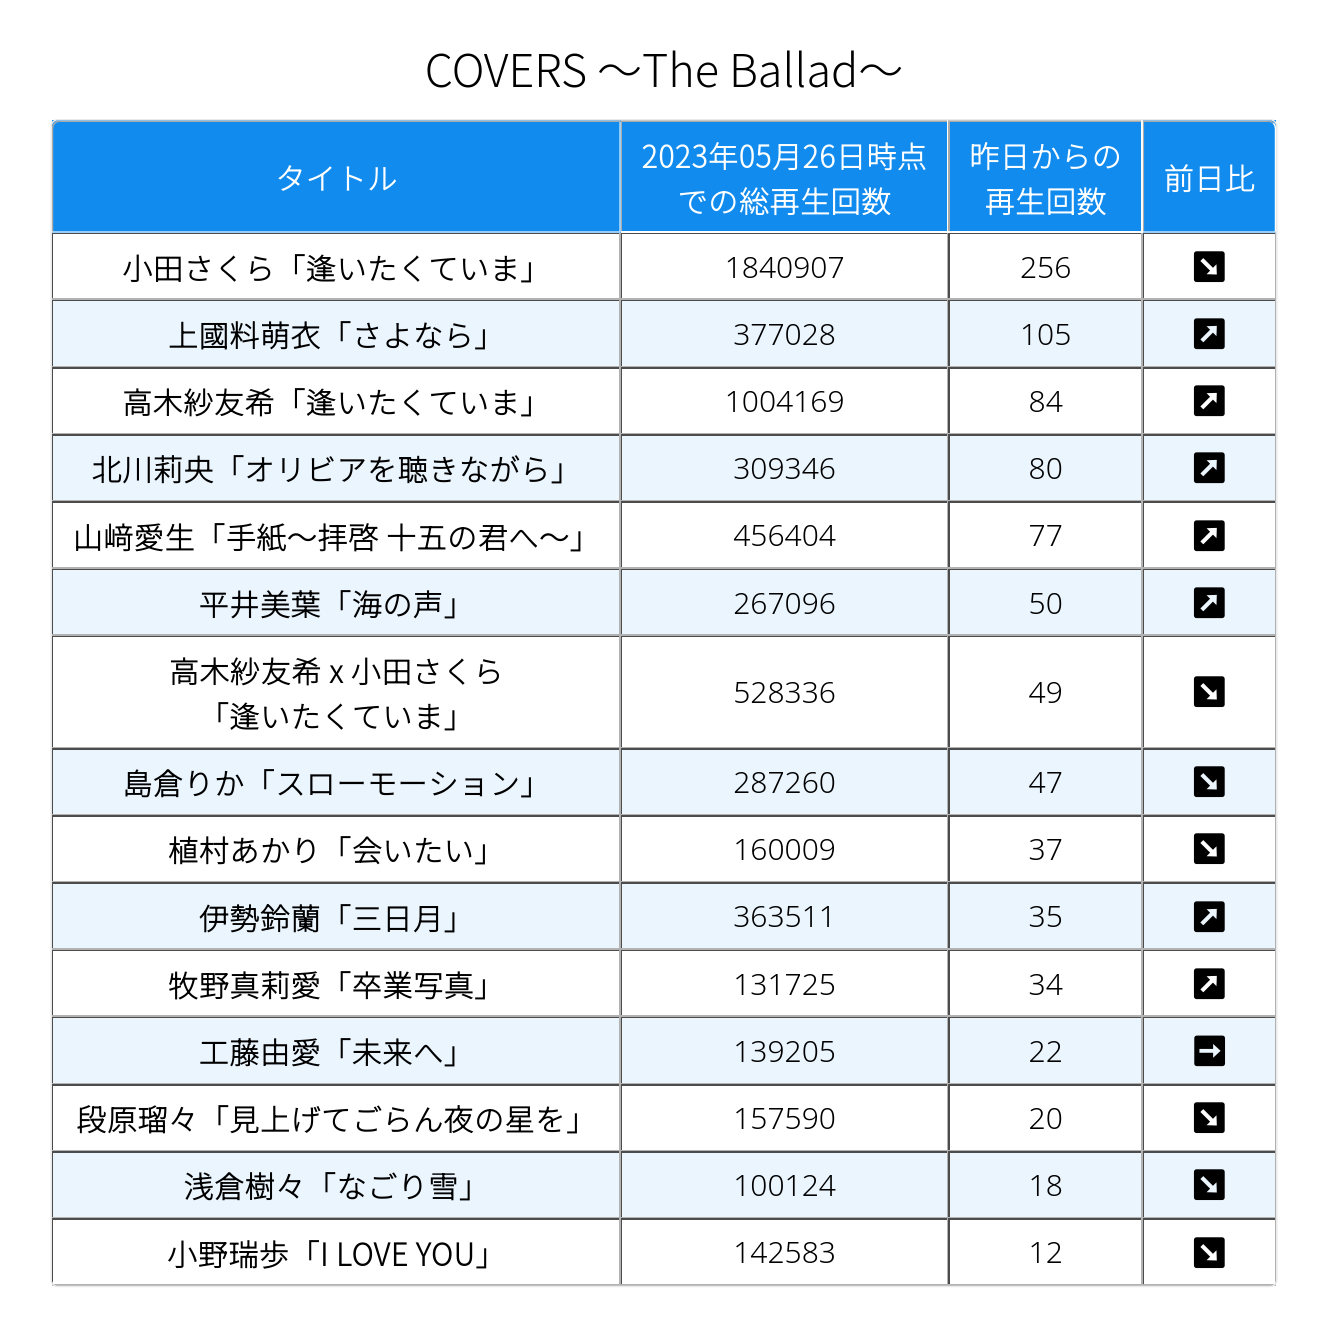 COVERS ～The Ballad～
タイトル
2023年05月26日時点
での総再生回数
昨日からの
再生回数
前日比
小田さくら「逢いたくていま」 1840907 256 ↘
上國料萌衣「さよなら」 377028 105 ↗
高木紗友希「逢いたくていま」 1004169 84 ↗
北川莉央「オリビアを聴きながら」 309346 80 ↗
山﨑愛生「手紙～拝啓 十五の君へ～」 456404 77 ↗
平井美葉「海の声」 267096 50 ↗
高木紗友希 x 小田さくら
「逢いたくていま」 528336 49 ↘
島倉りか「スローモーション」 287260 47 ↘
植村あかり「会いたい」 160009 37 ↘
伊勢鈴蘭「三日月」 363511 35 ↗
牧野真莉愛「卒業写真」 131725 34 ↗
工藤由愛「未来へ」 139205 22 →
段原瑠々「見上げてごらん夜の星を」 157590 20 ↘
浅倉樹々「なごり雪」 100124 18 ↘
小野瑞歩「I LOVE YOU」 142583 12 ↘